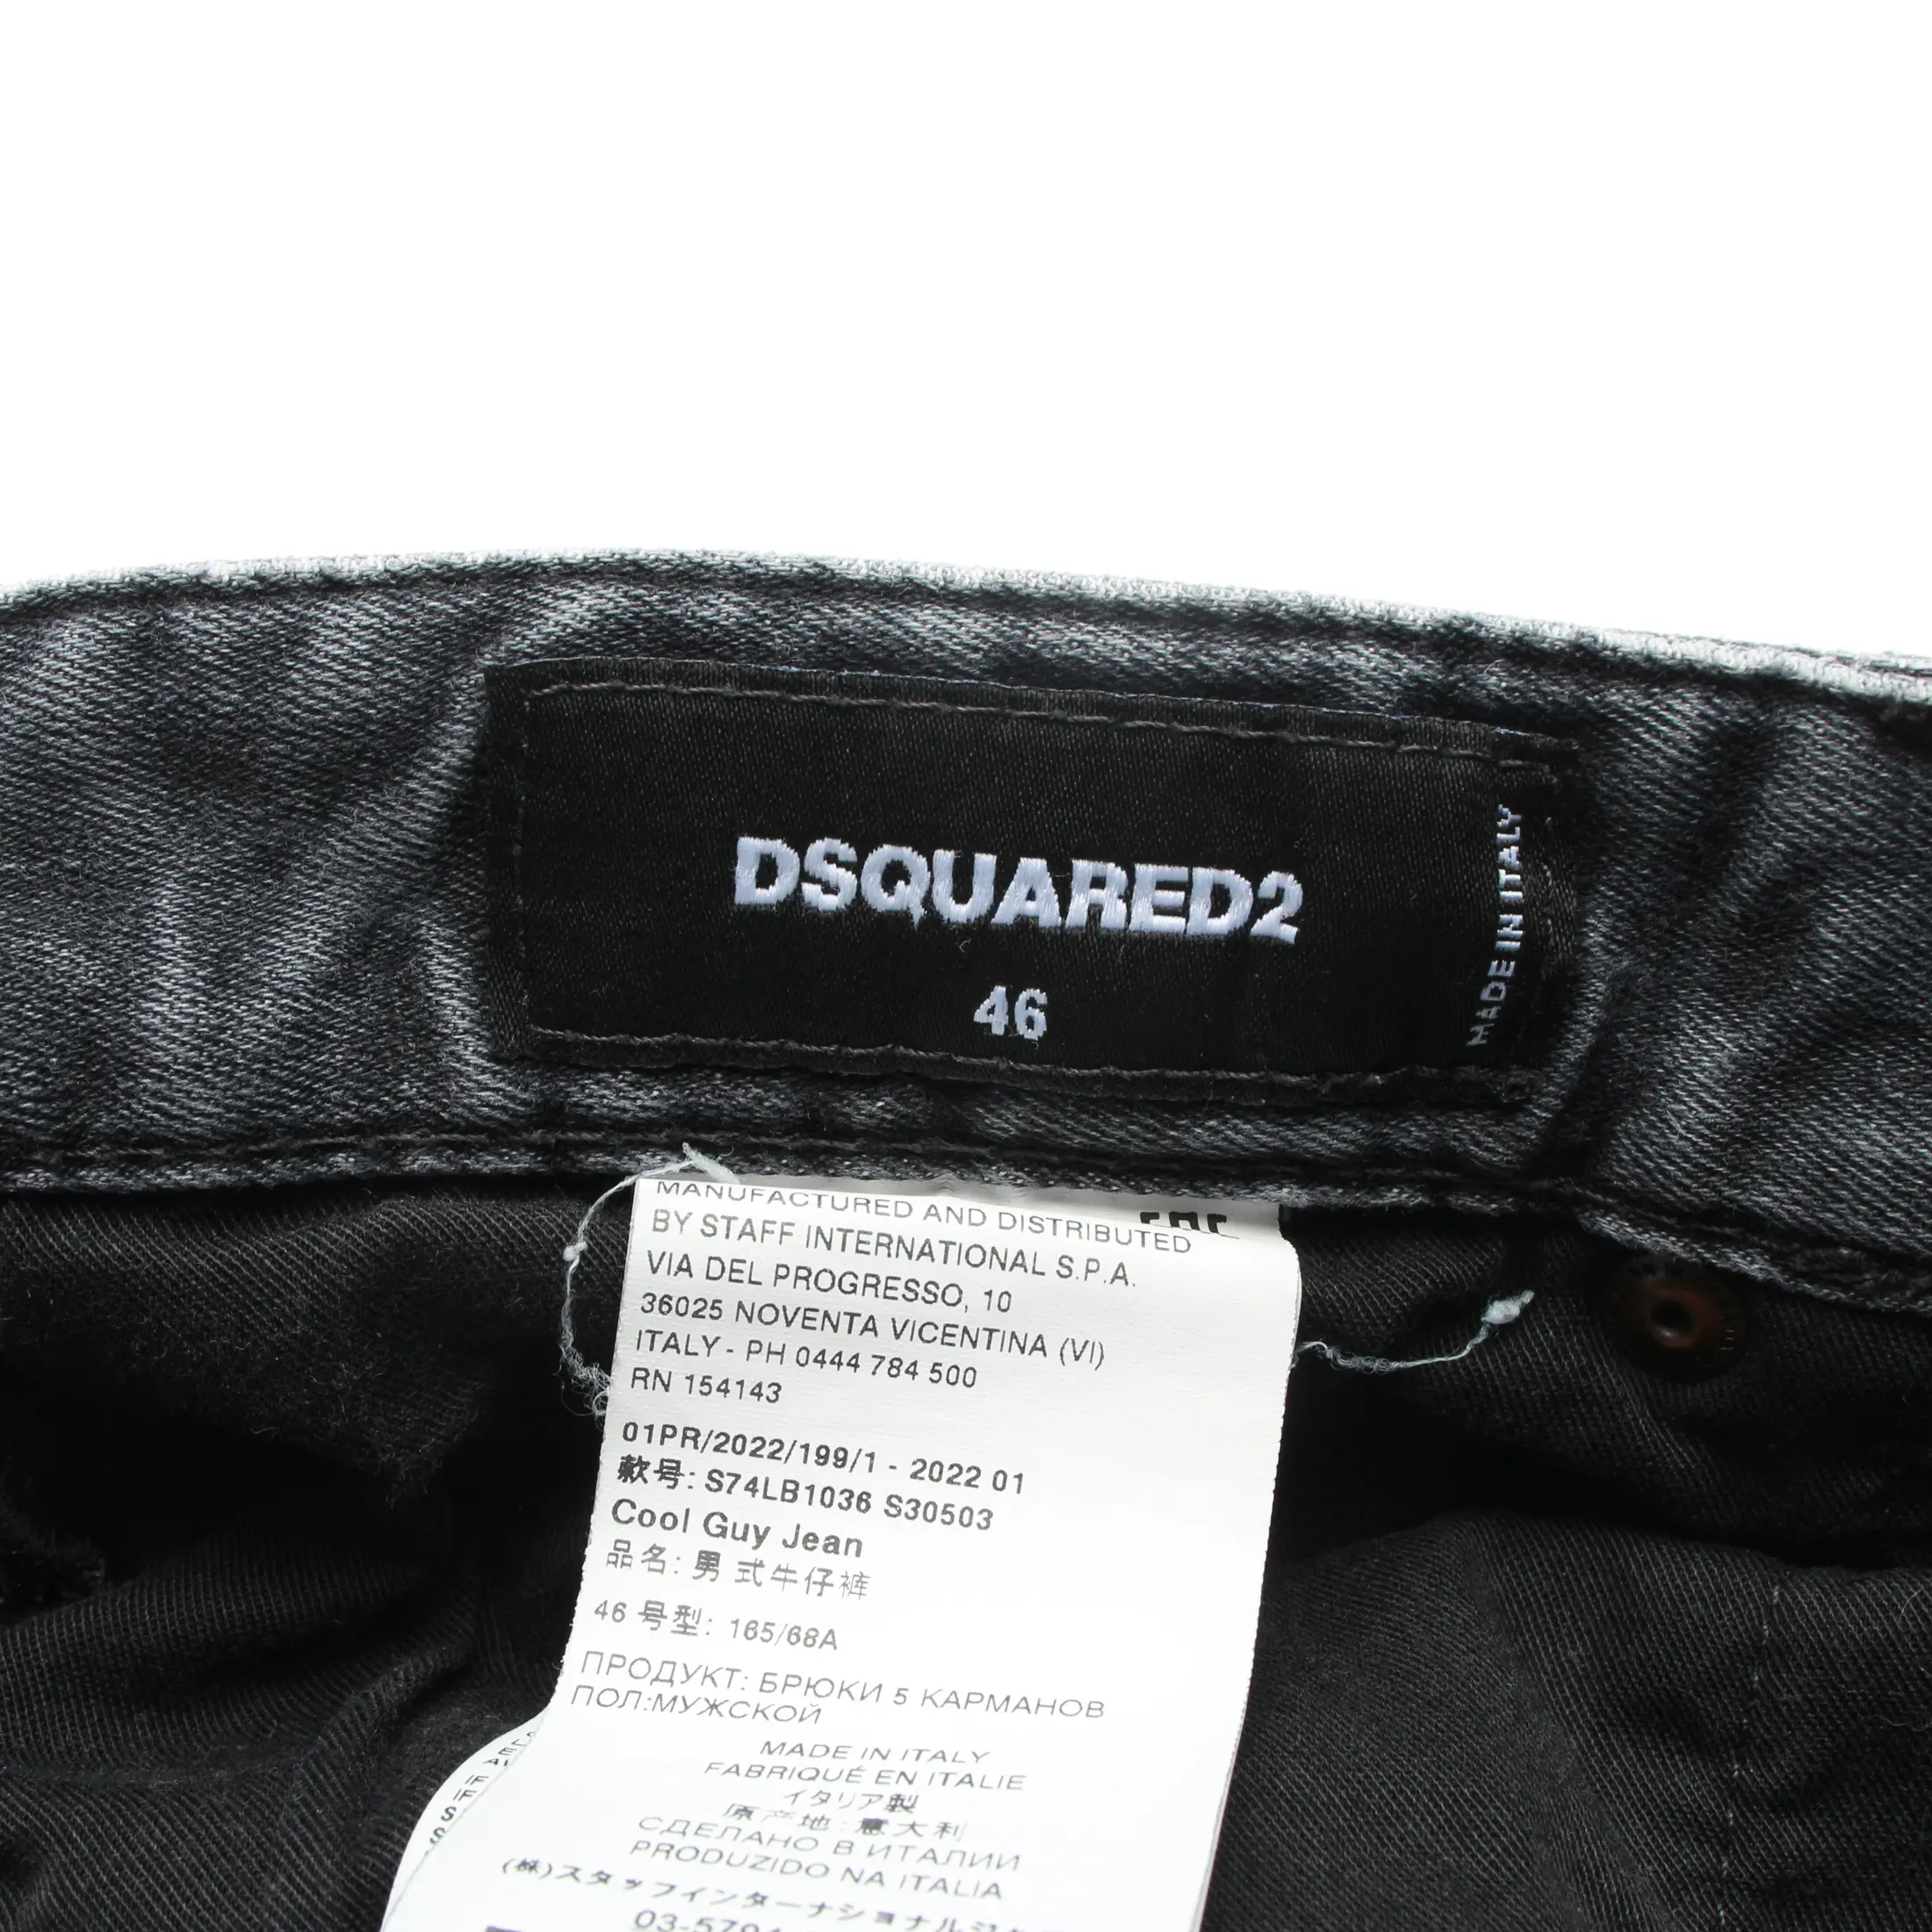 DSQUARED2
46
MADE IN ITALY
MANUFACTURED AND DISTRIBUTED
BY STAFF INTERNATIONAL S.P.A.
VIA DEL PROGRESSO, 10
36025 NOVENTA VICENTINA (VI)
ITALY - PH 0444 784 500
RN 154143
01PR/2022/199/1 - 2022 01
款号: S74LB1036 S30503
Cool Guy Jean
品名: 男式牛仔裤
46 号型: 165/68A
ПРОДУКТ: БРЮКИ 5 КАРМАНОВ
ПОЛ:МУЖСКОЙ
MADE IN ITALY
FABRIQUÉ EN ITALIE
イタリア製
原产地: 意大利
СДЕЛАНО В ИТАЛИИ
PRODUZIDO NA ITALIA
(株)スタッフインターナショナルジャ
03-5794